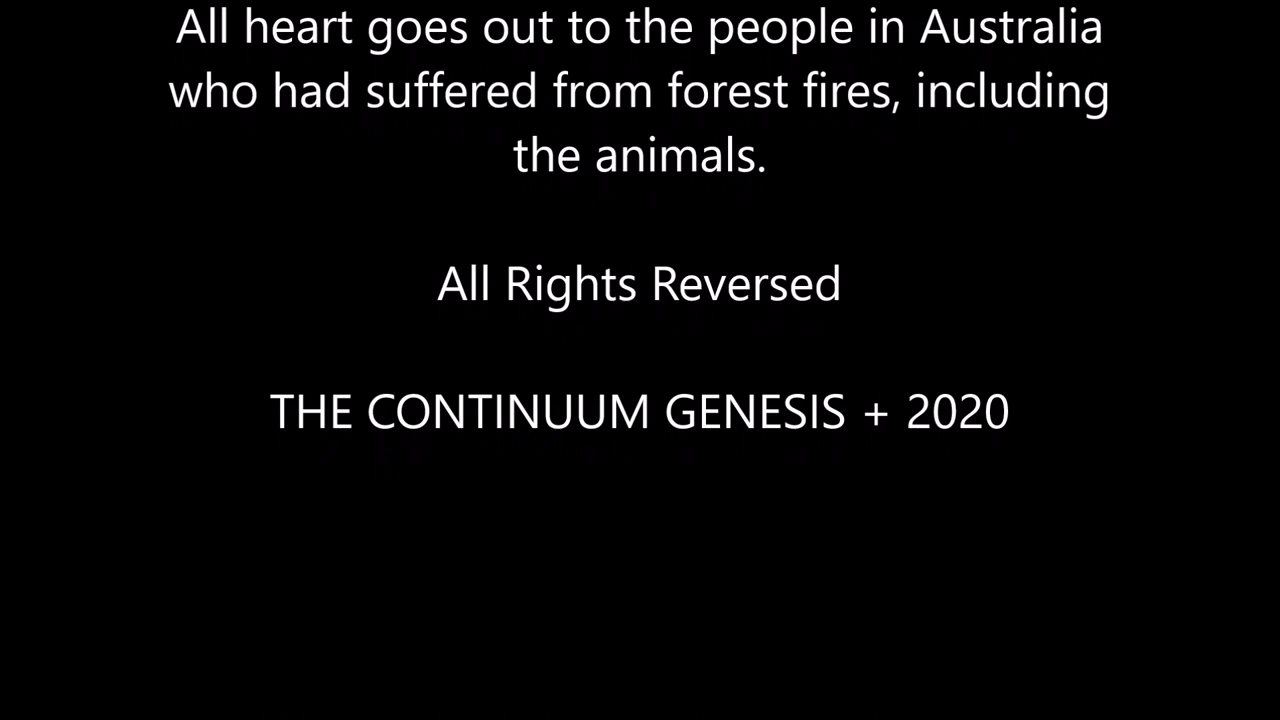 All heart goes out to the people in Australia
who had suffered from forest fires, including
the animals.
All Rights Reversed
THE CONTINUUM GENESIS + 2020